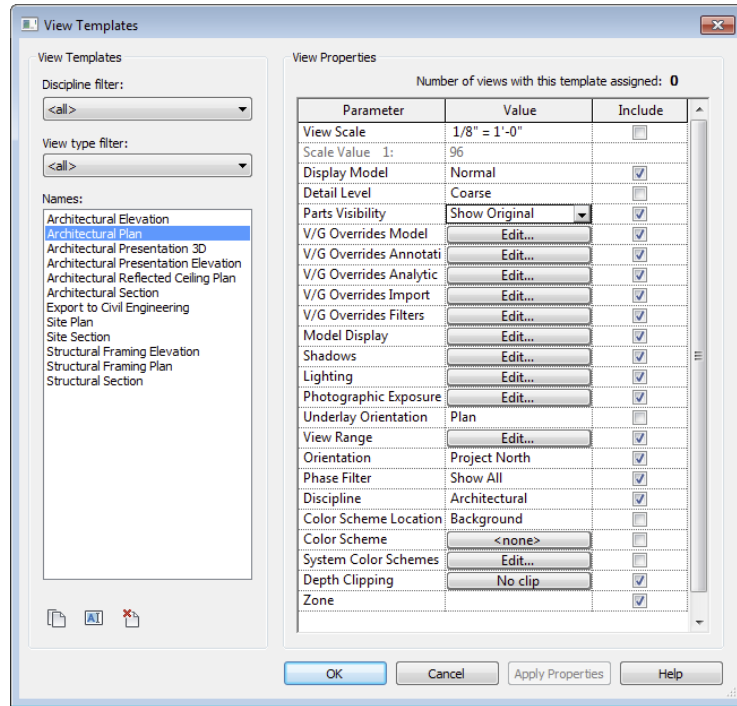 View Templates
View Templates
Discipline filter:
<all>
View type filter:
<all>
Names:
Architectural Elevation
Architectural Plan
Architectural Presentation 3D
Architectural Presentation Elevation
Architectural Reflected Ceiling Plan
Architectural Section
Export to Civil Engineering
Site Plan
Site Section
Structural Framing Elevation
Structural Framing Plan
Structural Section
View Properties
Number of views with this template assigned: 0
Parameter Value Include
View Scale 1/8" = 1'-0"
Scale Value 1: 96
Display Model Normal
Detail Level Coarse
Parts Visibility Show Original
V/G Overrides Model Edit...
V/G Overrides Annotati Edit...
V/G Overrides Analytic Edit...
V/G Overrides Import Edit...
V/G Overrides Filters Edit...
Model Display Edit...
Shadows Edit...
Lighting Edit...
Photographic Exposure Edit...
Underlay Orientation Plan
View Range Edit...
Orientation Project North
Phase Filter Show All
Discipline Architectural
Color Scheme Location Background
Color Scheme <none>
System Color Schemes Edit...
Depth Clipping No clip
Zone
OK Cancel Apply Properties Help